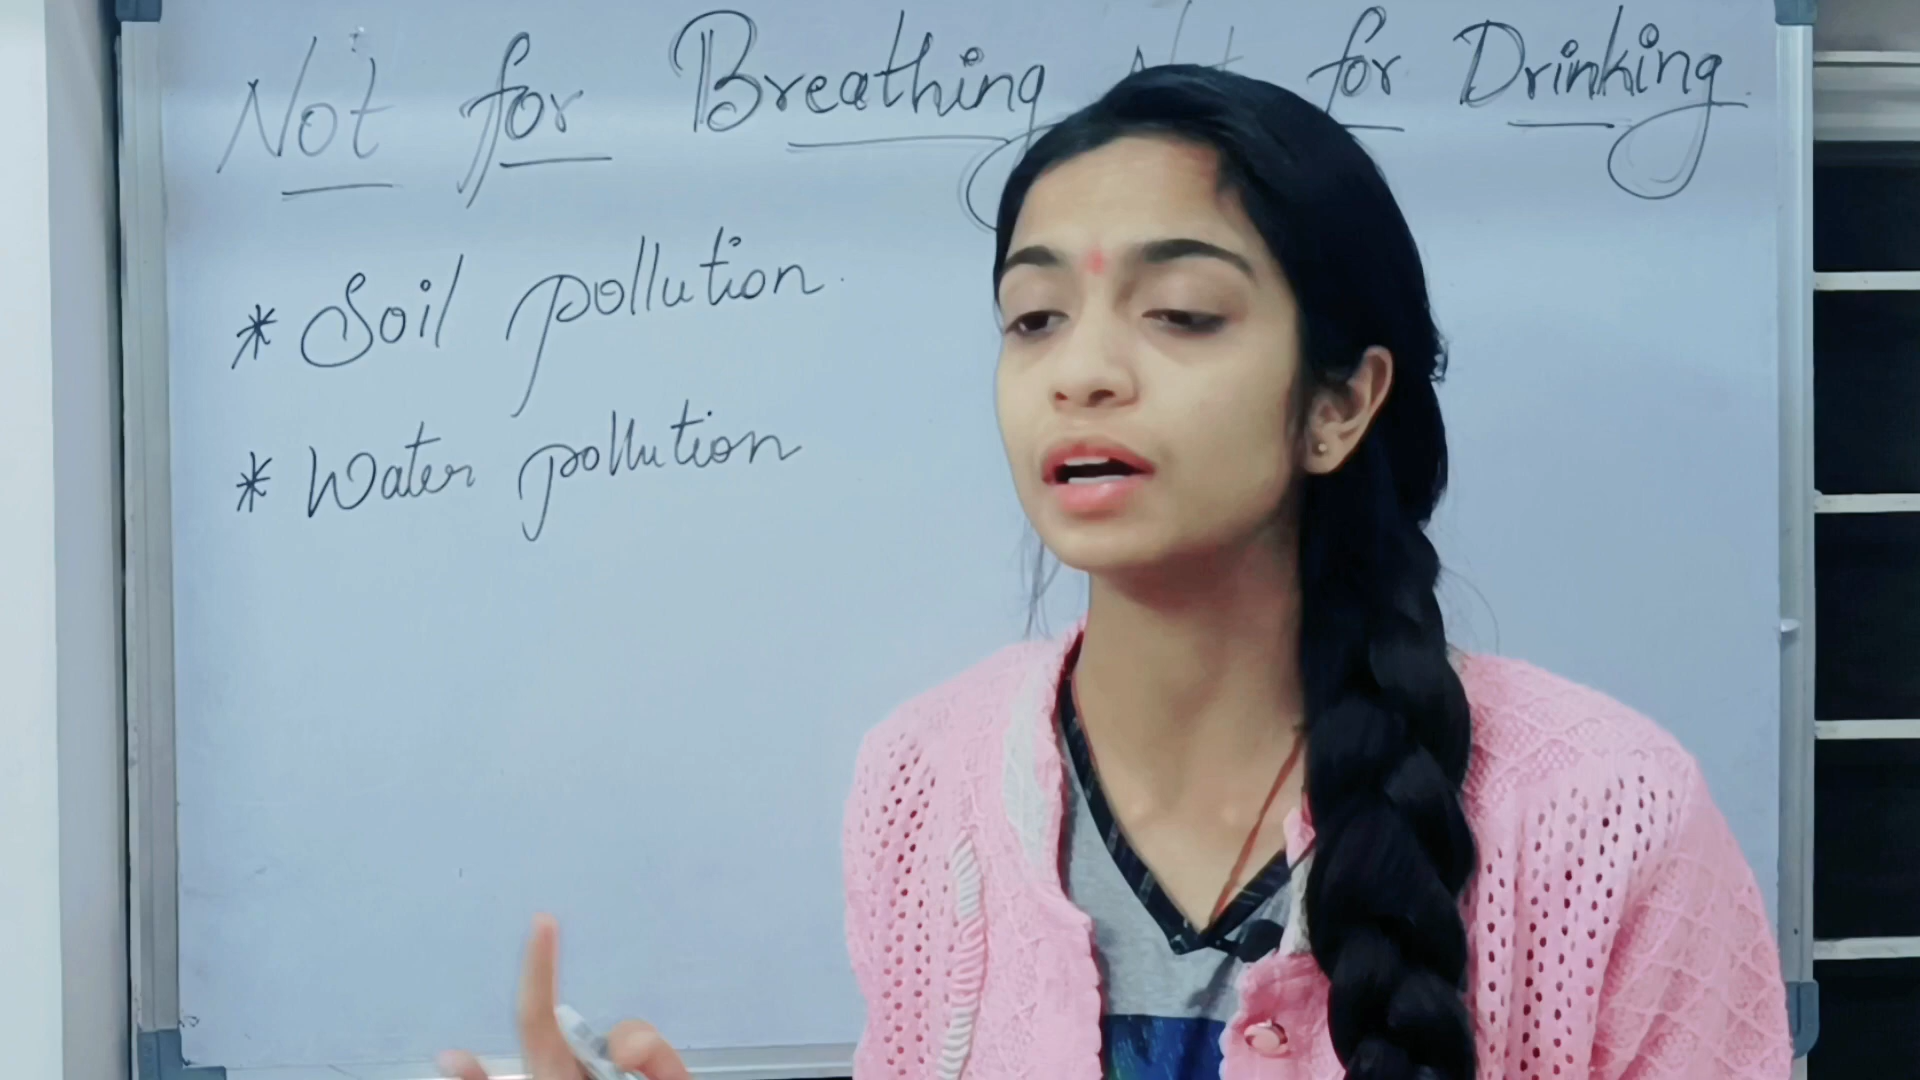 Not for Breathing for Drinking
* Soil pollution.
* Water pollution